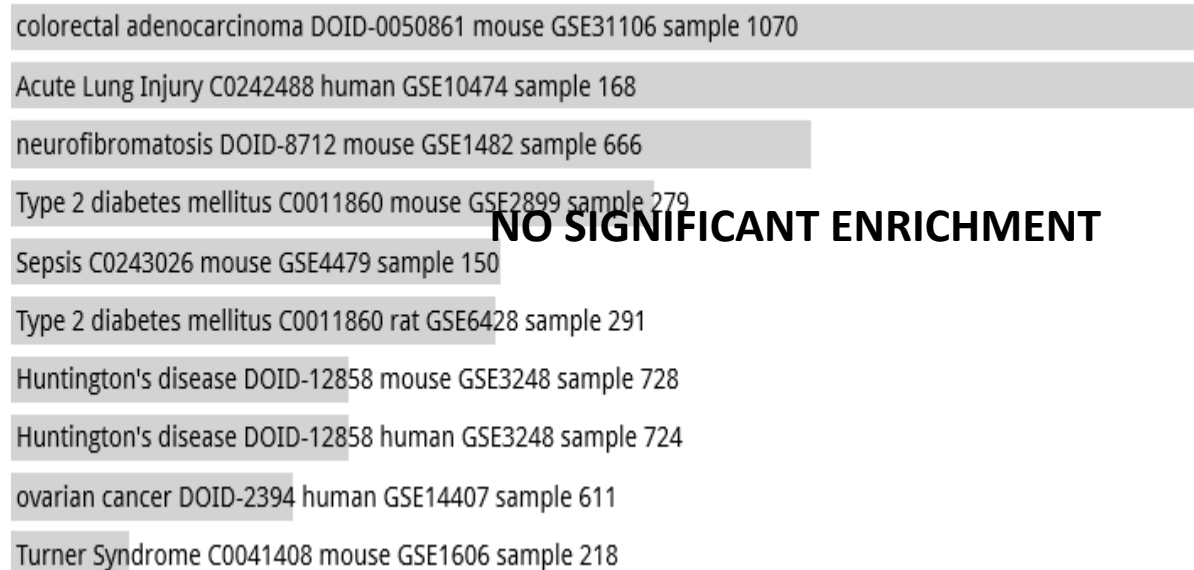 colorectal adenocarcinoma DOID-0050861 mouse GSE31106 sample 1070
Acute Lung Injury C0242488 human GSE10474 sample 168
neurofibromatosis DOID-8712 mouse GSE1482 sample 666
Type 2 diabetes mellitus C0011860 mouse GSE2899 sample 279
NO SIGNIFICANT ENRICHMENT
Sepsis C0243026 mouse GSE4479 sample 150
Type 2 diabetes mellitus C0011860 rat GSE6428 sample 291
Huntington's disease DOID-12858 mouse GSE3248 sample 728
Huntington's disease DOID-12858 human GSE3248 sample 724
ovarian cancer DOID-2394 human GSE14407 sample 611
Turner Syndrome C0041408 mouse GSE1606 sample 218